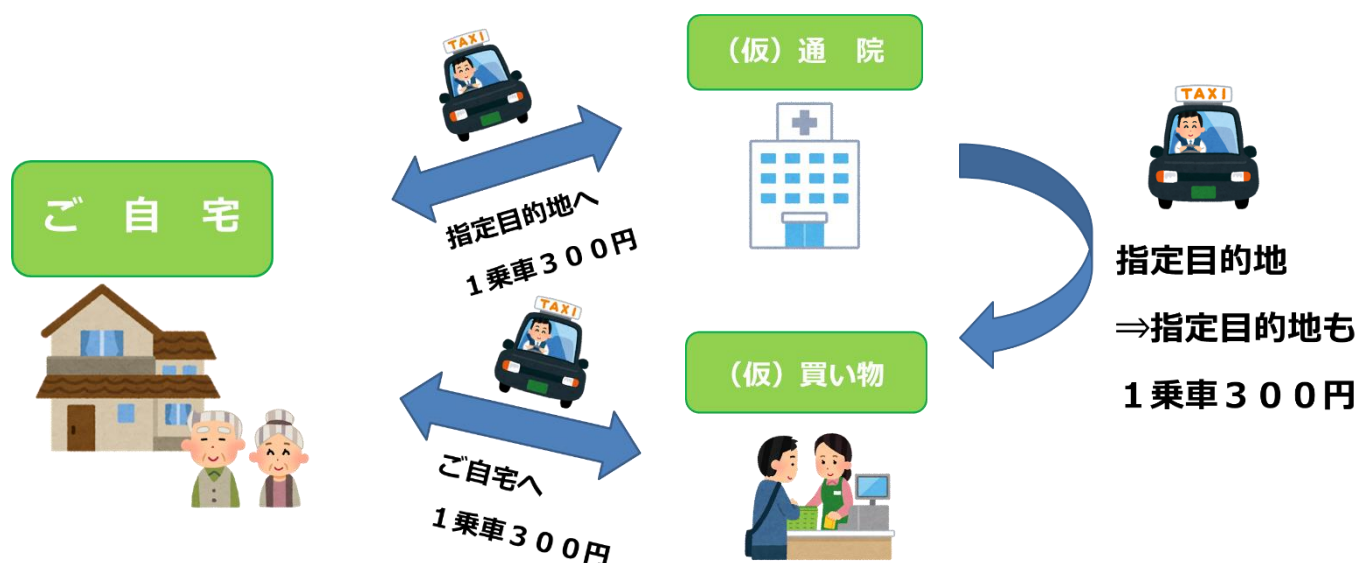 TAXI
（仮）通　院
TAXI
ご　自　宅
指定目的地へ
１乗車３００円
指定目的地
⇒指定目的地も
１乗車３００円
TAXI
（仮）買い物
ご自宅へ
１乗車３００円